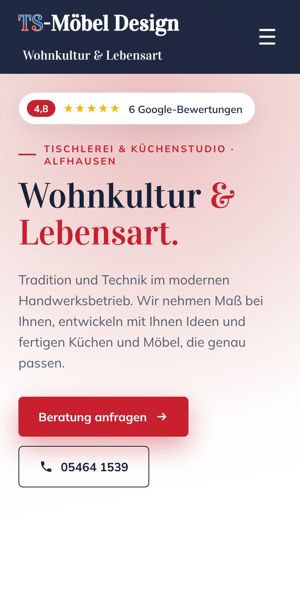 TS-Möbel Design
Wohnkultur & Lebensart
4,8 ★★★★★ 6 Google-Bewertungen
TISCHLEREI & KÜCHENSTUDIO ·
ALFHAUSEN
Wohnkultur &
Lebensart.
Tradition und Technik im modernen
Handwerksbetrieb. Wir nehmen Maß bei
Ihnen, entwickeln mit Ihnen Ideen und
fertigen Küchen und Möbel, die genau
passen.
Beratung anfragen →
05464 1539